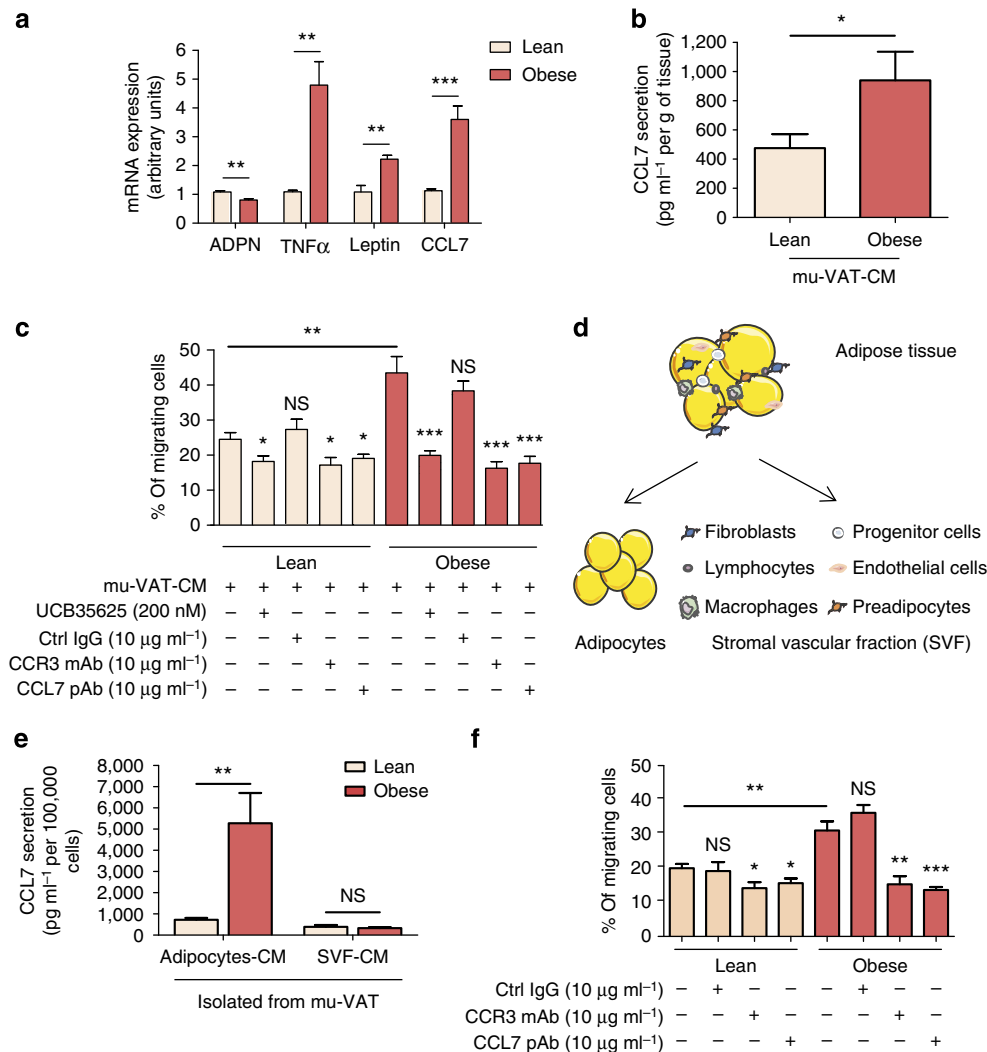 a
mRNA expression
(arbitrary units)
6
5
4
3
2
1
0
**
**
**
***
Lean
Obese
ADPN
TNFα
Leptin
CCL7
b
CCL7 secretion
(pg ml⁻¹ per g of tissue)
1,200
1,000
800
600
400
200
0
*
Lean
Obese
mu-VAT-CM
c
% Of migrating cells
50
40
30
20
10
0
**
*
NS
*
*
***
NS
***
***
Lean
Obese
mu-VAT-CM + + + + + + + + + +
UCB35625 (200 nM) – + – – – – + – – –
Ctrl IgG (10 µg ml⁻¹) – – + – – – – + – –
CCR3 mAb (10 µg ml⁻¹) – – – + – – – – + –
CCL7 pAb (10 µg ml⁻¹) – – – – + – – – – +
d
Adipose tissue
Adipocytes
Fibroblasts
Progenitor cells
Lymphocytes
Endothelial cells
Macrophages
Preadipocytes
Stromal vascular fraction (SVF)
e
CCL7 secretion
(pg ml⁻¹ per 100,000
cells)
8,000
7,000
6,000
5,000
4,000
3,000
2,000
1,000
0
**
NS
Lean
Obese
Adipocytes-CM
SVF-CM
Isolated from mu-VAT
f
% Of migrating cells
50
40
30
20
10
0
**
NS
*
*
NS
**
***
Lean
Obese
Ctrl IgG (10 µg ml⁻¹) – + – – – + – –
CCR3 mAb (10 µg ml⁻¹) – – + – – – + –
CCL7 pAb (10 µg ml⁻¹) – – – + – – – +